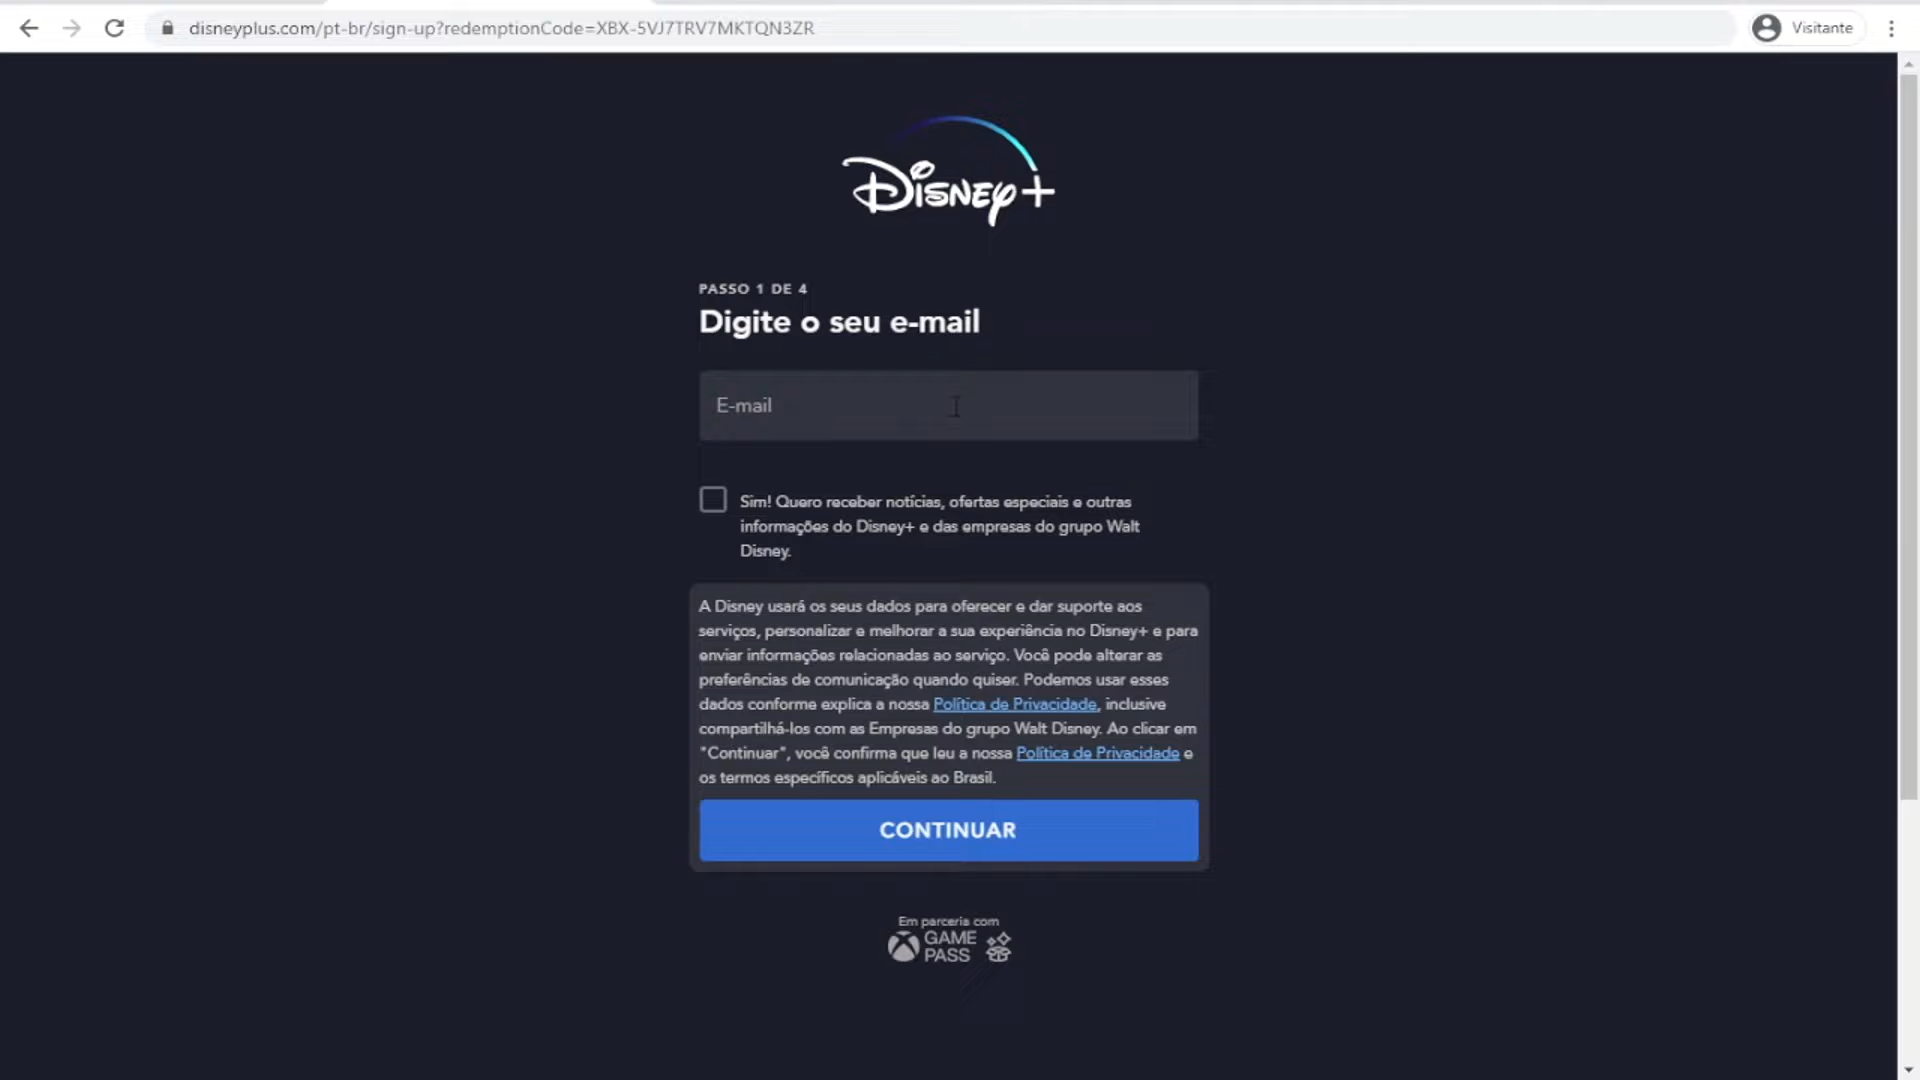 disneyplus.com/pt-br/sign-up?redemptionCode=XBX-5VJ7TRV7MKTQN3ZR
Visitante
Disney+
PASSO 1 DE 4
Digite o seu e-mail
E-mail
Sim! Quero receber notícias, ofertas especiais e outras
informações do Disney+ e das empresas do grupo Walt
Disney.
A Disney usará os seus dados para oferecer e dar suporte aos
serviços, personalizar e melhorar a sua experiência no Disney+ e para
enviar informações relacionadas ao serviço. Você pode alterar as
preferências de comunicação quando quiser. Podemos usar esses
dados conforme explica a nossa Política de Privacidade, inclusive
compartilhá-los com as Empresas do grupo Walt Disney. Ao clicar em
"Continuar", você confirma que leu a nossa Política de Privacidade e
os termos específicos aplicáveis ao Brasil.
CONTINUAR
Em parceria com
GAME
PASS